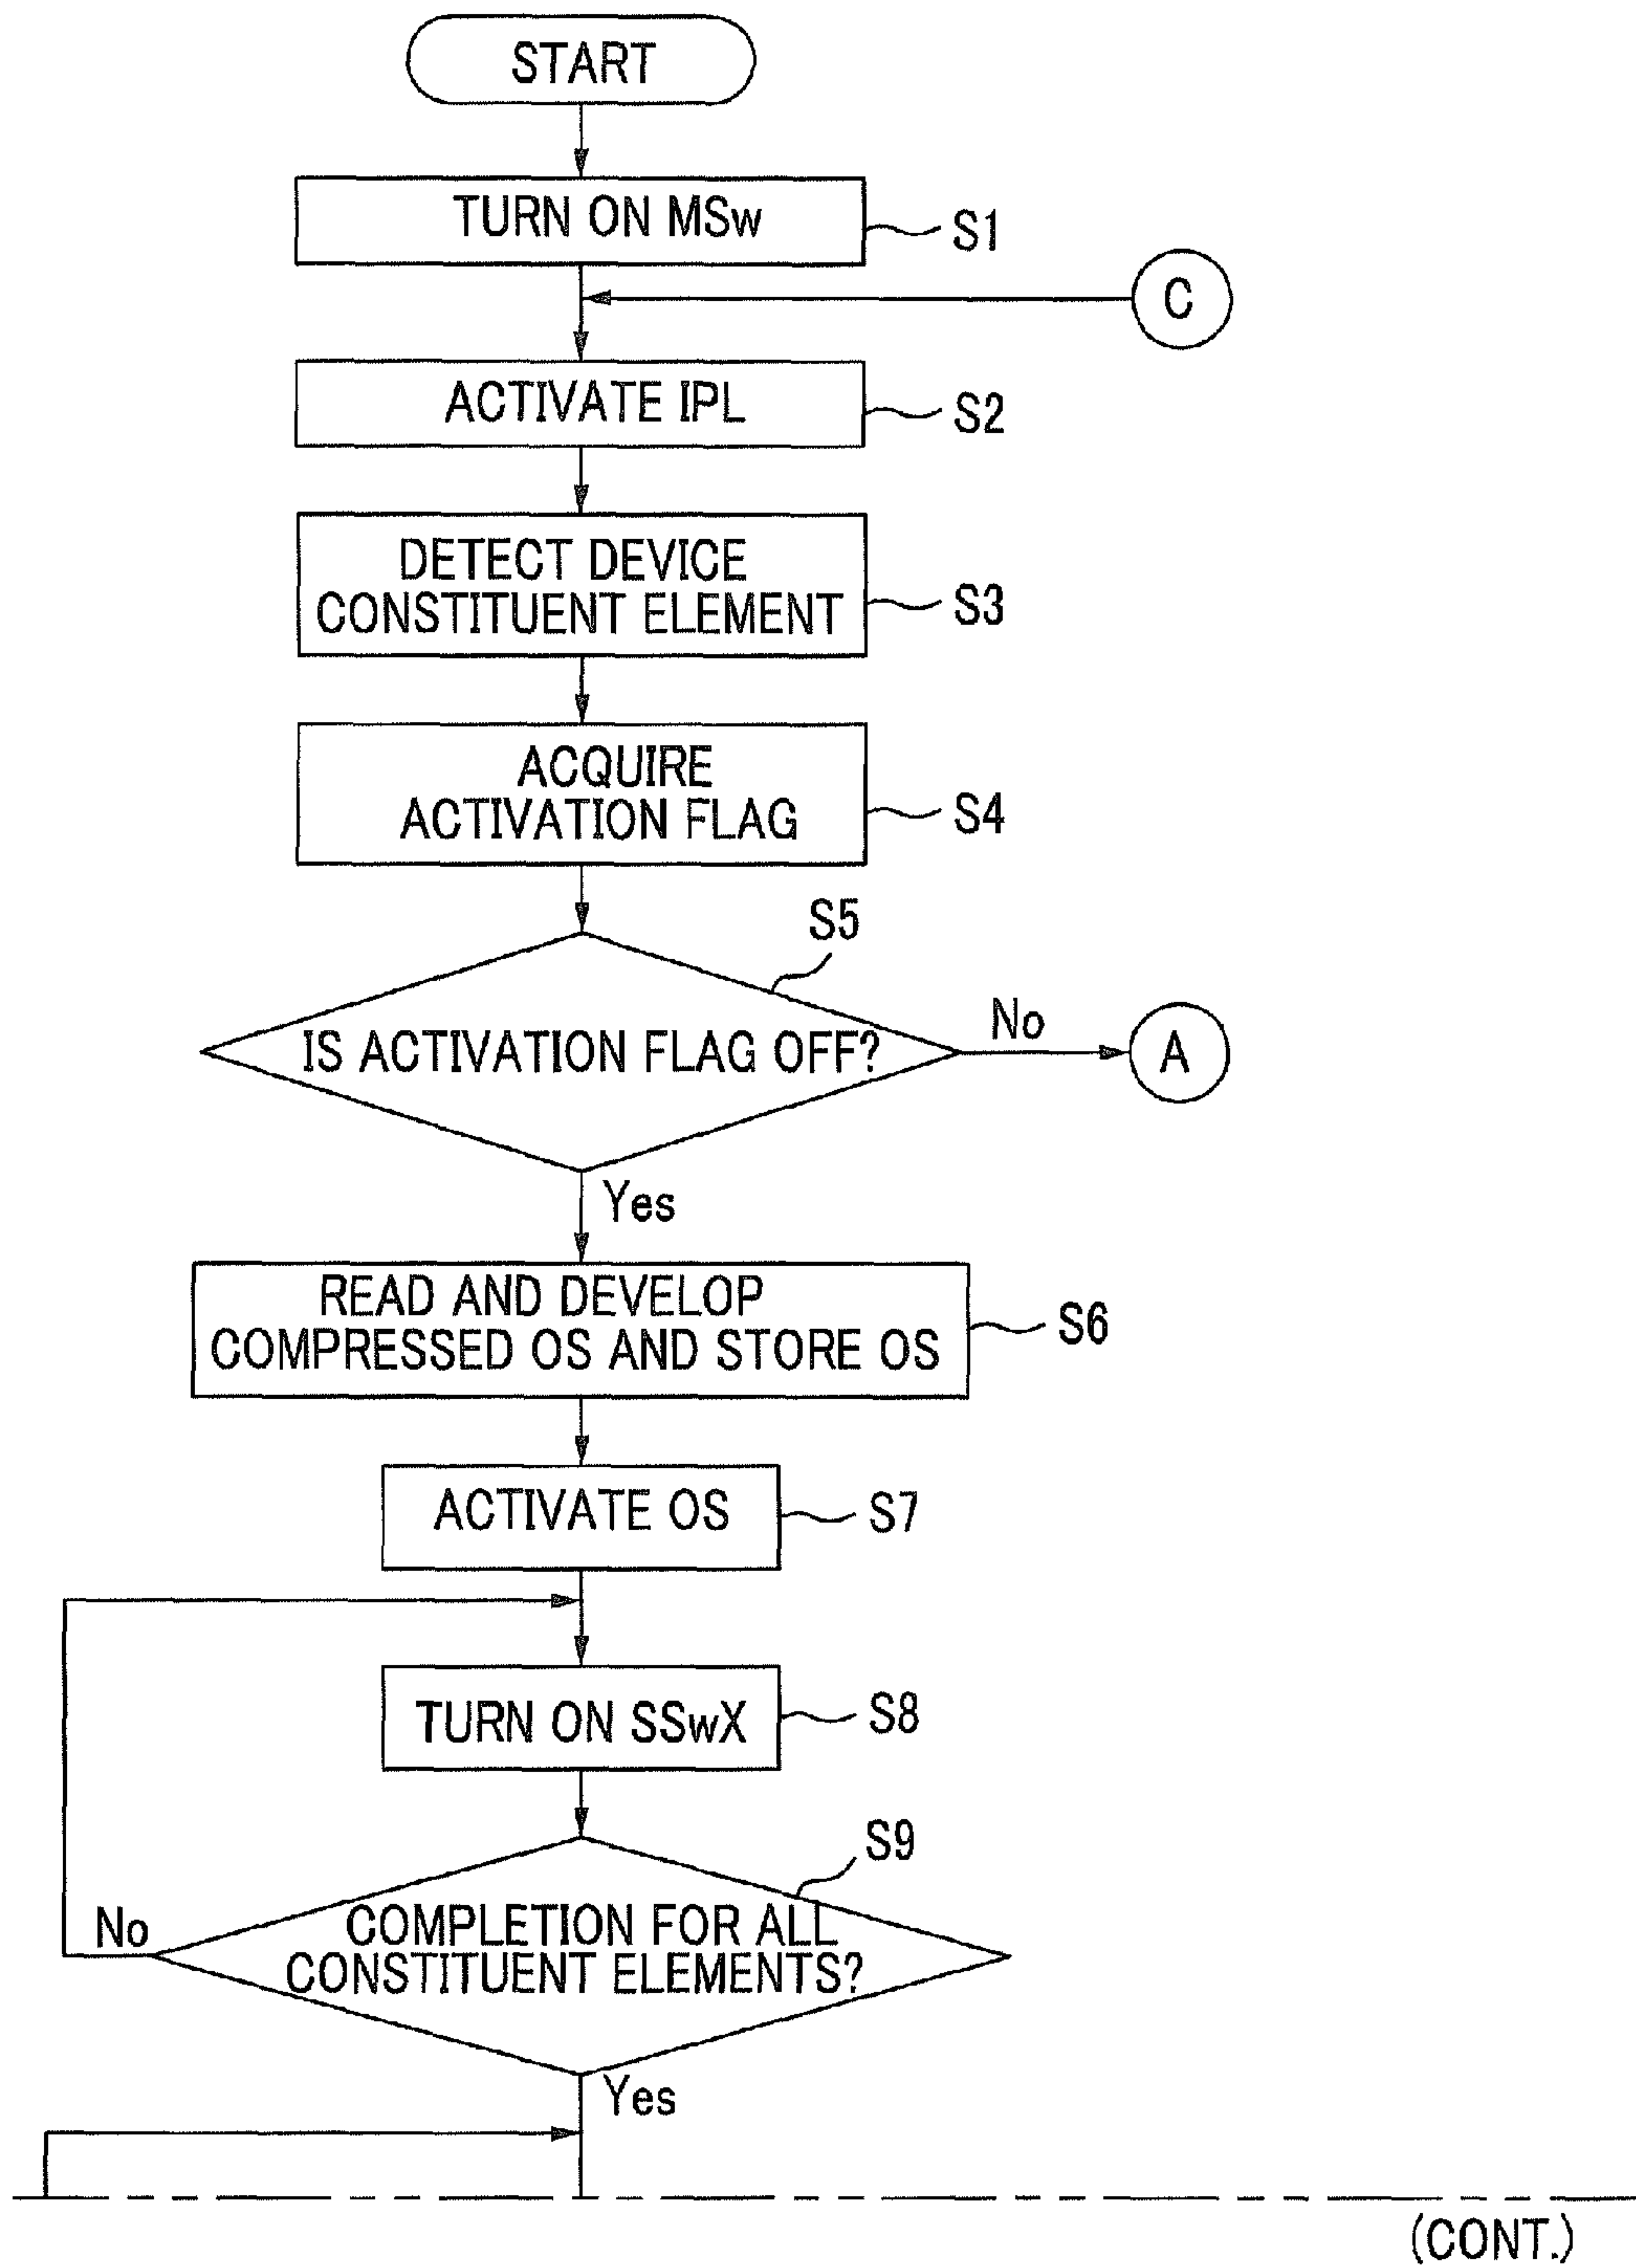 START
TURN ON MSw
S1
C
ACTIVATE IPL
S2
DETECT DEVICE
CONSTITUENT ELEMENT
S3
ACQUIRE
ACTIVATION FLAG
S4
S5
IS ACTIVATION FLAG OFF?
No
A
Yes
READ AND DEVELOP
COMPRESSED OS AND STORE OS
S6
ACTIVATE OS
S7
TURN ON SSwX
S8
S9
COMPLETION FOR ALL
CONSTITUENT ELEMENTS?
No
Yes
(CONT.)